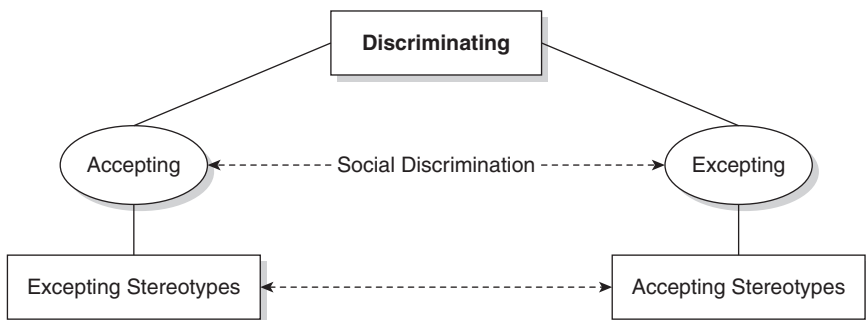 Discriminating
Accepting
Social Discrimination
Excepting
Excepting Stereotypes
Accepting Stereotypes